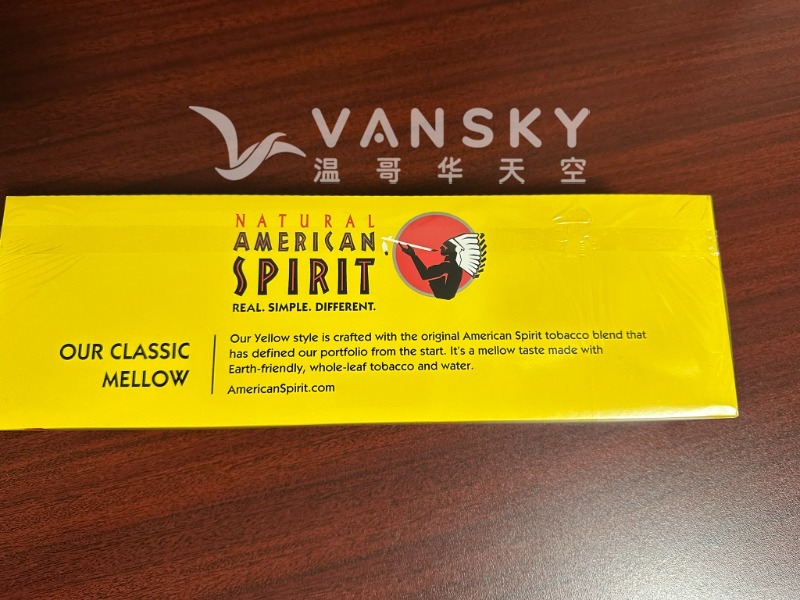 VANSKY
温哥华天空
NATURAL
AMERICAN
SPIRIT
REAL. SIMPLE. DIFFERENT.
OUR CLASSIC
MELLOW
Our Yellow style is crafted with the original American Spirit tobacco blend that
has defined our portfolio from the start. It's a mellow taste made with
Earth-friendly, whole-leaf tobacco and water.
AmericanSpirit.com